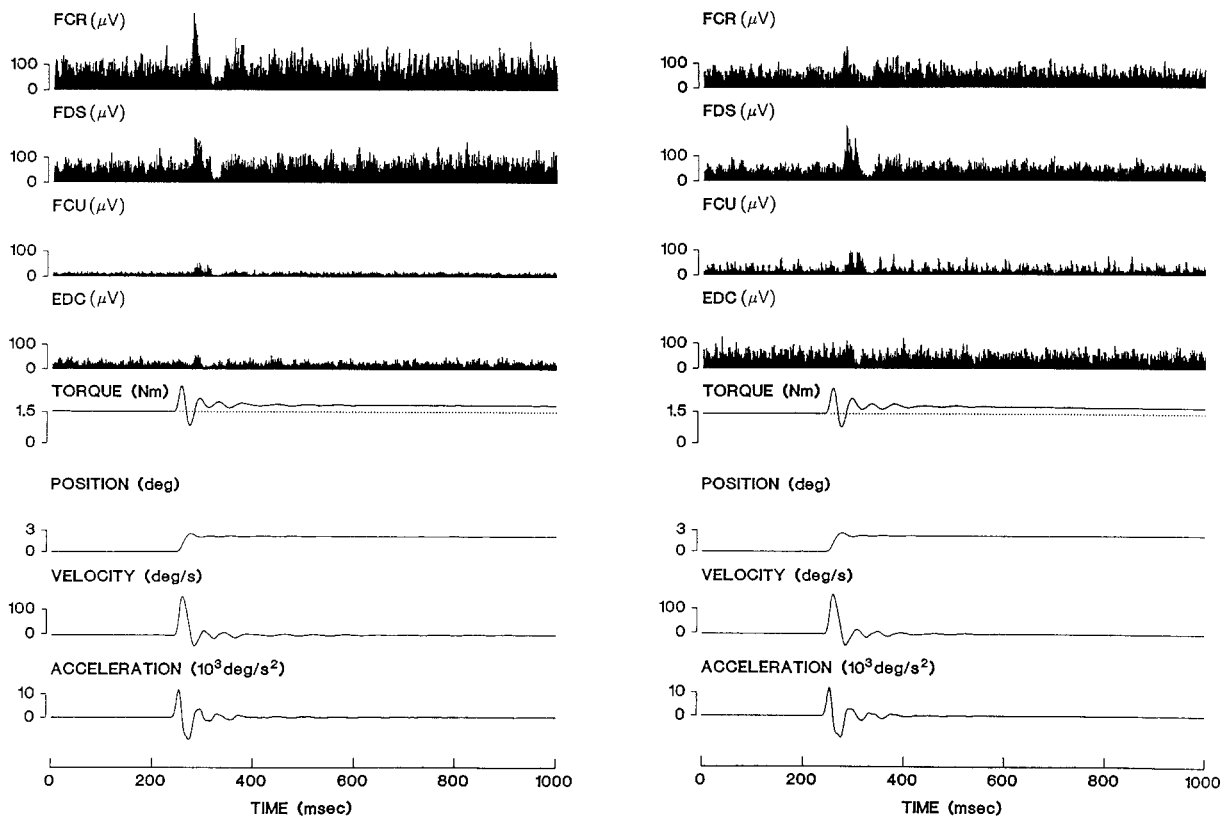 FCR (μV)
100
0
FDS (μV)
100
0
FCU (μV)
100
0
EDC (μV)
100
0
TORQUE (Nm)
1.5
0
POSITION (deg)
3
0
VELOCITY (deg/s)
100
0
ACCELERATION (10³deg/s²)
10
0
0 200 400 600 800 1000
TIME (msec)
FCR (μV)
100
0
FDS (μV)
100
0
FCU (μV)
100
0
EDC (μV)
100
0
TORQUE (Nm)
1.5
0
POSITION (deg)
3
0
VELOCITY (deg/s)
100
0
ACCELERATION (10³deg/s²)
10
0
0 200 400 600 800 1000
TIME (msec)